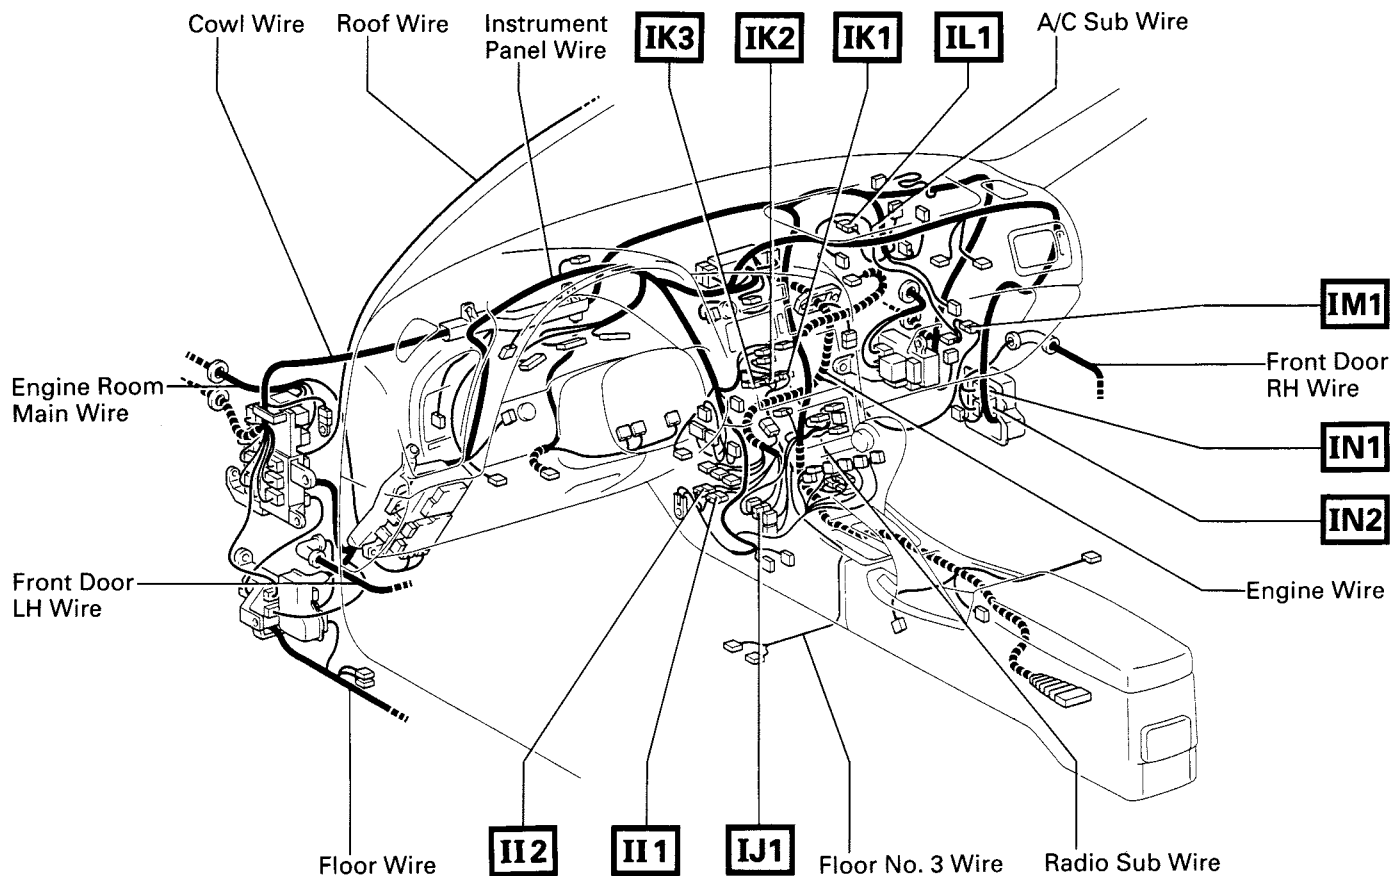 Cowl Wire
Roof Wire
Instrument
Panel Wire
IK3
IK2
IK1
IL1
A/C Sub Wire
IM1
Front Door
RH Wire
Engine Room
Main Wire
IN1
IN2
Front Door
LH Wire
Engine Wire
Floor Wire
II2
II1
IJ1
Floor No. 3 Wire
Radio Sub Wire